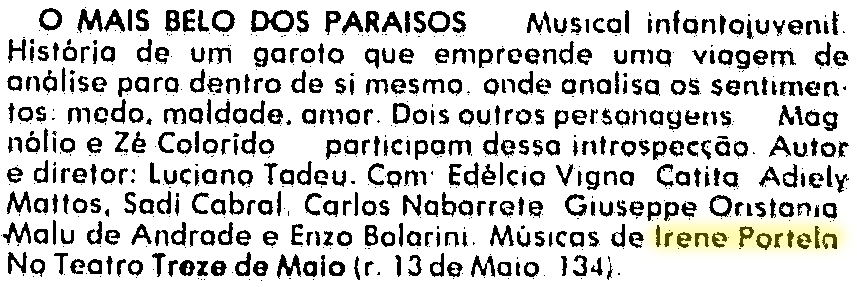 O MAIS BELO DOS PARAISOS Musical infantojuvenil.
História de um garoto que empreende uma viagem de
análise para dentro de si mesmo, onde analisa os sentimen-
tos: medo, maldade, amor. Dois outros personagens Mag
nólio e Zé Colorido participam dessa introspecção. Autor
e diretor: Luciano Tadeu. Com: Edélcio Vigna Catita Adiely
Mattos, Sadi Cabral, Carlos Nabarrete Giuseppe Oristania
Malu de Andrade e Enzo Bolarini. Músicas de Irene Portela
No Teatro Treze de Maio (r. 13 de Maio 134).